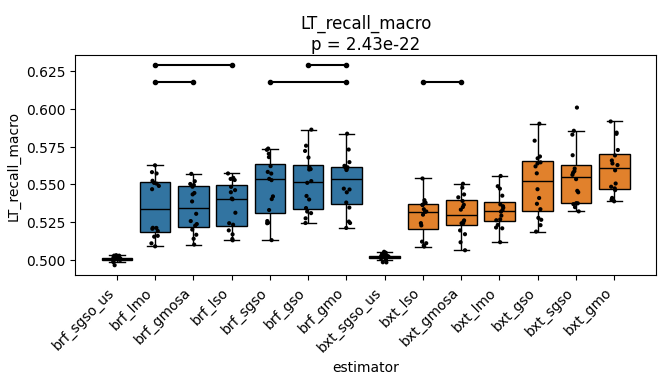 LT_recall_macro
p = 2.43e-22
LT_recall_macro
0.625
0.600
0.575
0.550
0.525
0.500
brf_sgso_us
brf_lmo
brf_gmosa
brf_lso
brf_sgso
brf_gso
brf_gmo
bxt_sgso_us
bxt_lso
bxt_gmosa
bxt_lmo
bxt_gso
bxt_sgso
bxt_gmo
estimator